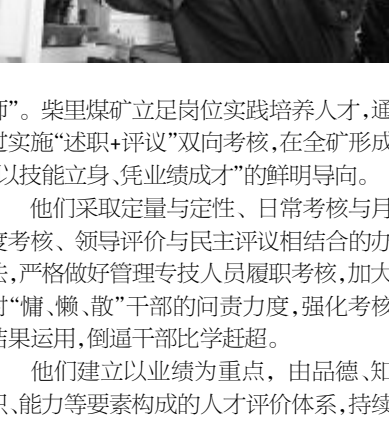 师”。柴里煤矿立足岗位实践培养人才,通
过实施“述职+评议”双向考核,在全矿形成
“以技能立身、凭业绩成才”的鲜明导向。
他们采取定量与定性、日常考核与月
度考核、领导评价与民主评议相结合的办
法,严格做好管理专技人员履职考核,加大
对“慵、懒、散”干部的问责力度,强化考核
结果运用,倒逼干部比学赶超。
他们建立以业绩为重点,由品德、知
识、能力等要素构成的人才评价体系,持续